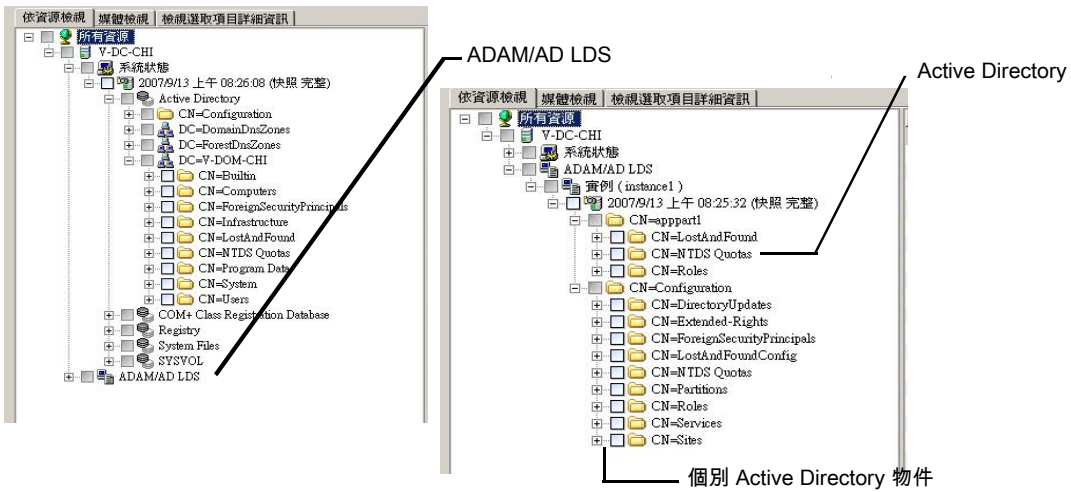 依資源檢視 媒體檢視 檢視選取項目詳細資訊
所有資源
V-DC-CHI
系統狀態
2007/9/13 上午 08:26:08 (快照 完整)
Active Directory
CN=Configuration
DC=DomainDnsZones
DC=ForestDnsZones
DC=V-DOM-CHI
CN=Builtin
CN=Computers
CN=ForeignSecurityPrincipals
CN=Infrastructure
CN=LostAndFound
CN=NTDS Quotas
CN=Program Data
CN=System
CN=Users
COM+ Class Registration Database
Registry
System Files
SYSVOL
ADAM/AD LDS
ADAM/AD LDS
Active Directory
依資源檢視 媒體檢視 檢視選取項目詳細資訊
所有資源
V-DC-CHI
系統狀態
ADAM/AD LDS
實例 ( instance1 )
2007/9/13 上午 08:25:32 (快照 完整)
CN=apppart1
CN=LostAndFound
CN=NTDS Quotas
CN=Roles
CN=Configuration
CN=DirectoryUpdates
CN=Extended-Rights
CN=ForeignSecurityPrincipals
CN=LostAndFoundConfig
CN=NTDS Quotas
CN=Partitions
CN=Roles
CN=Services
CN=Sites
個別 Active Directory 物件